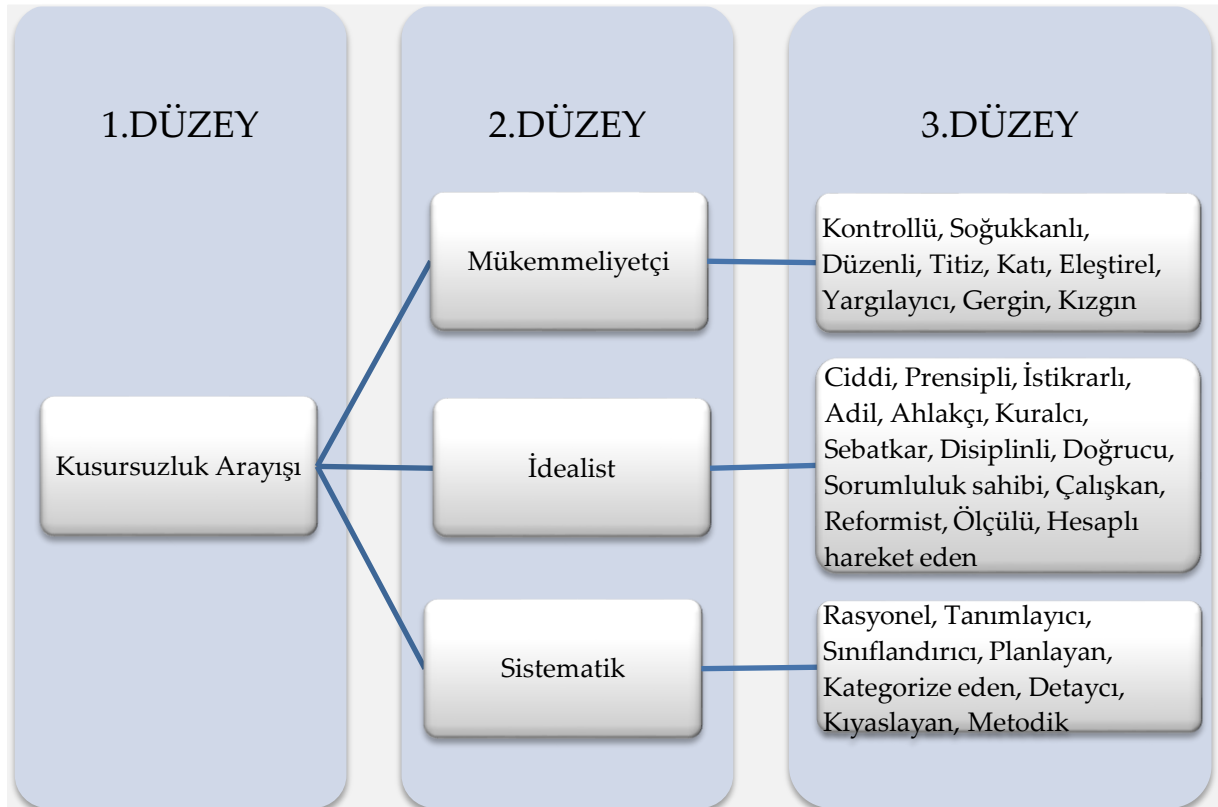 1.DÜZEY
2.DÜZEY
3.DÜZEY
Kusursuzluk Arayışı
Mükemmeliyetçi
Kontrollü, Soğukkanlı,
Düzenli, Titiz, Katı, Eleştirel,
Yargılayıcı, Gergin, Kızgın
İdealist
Ciddi, Prensipli, İstikrarlı,
Adil, Ahlakçı, Kuralcı,
Sebatkar, Disiplinli, Doğrucu,
Sorumluluk sahibi, Çalışkan,
Reformist, Ölçülü, Hesaplı
hareket eden
Sistematik
Rasyonel, Tanımlayıcı,
Sınıflandırıcı, Planlayan,
Kategorize eden, Detaycı,
Kıyaslayan, Metodik